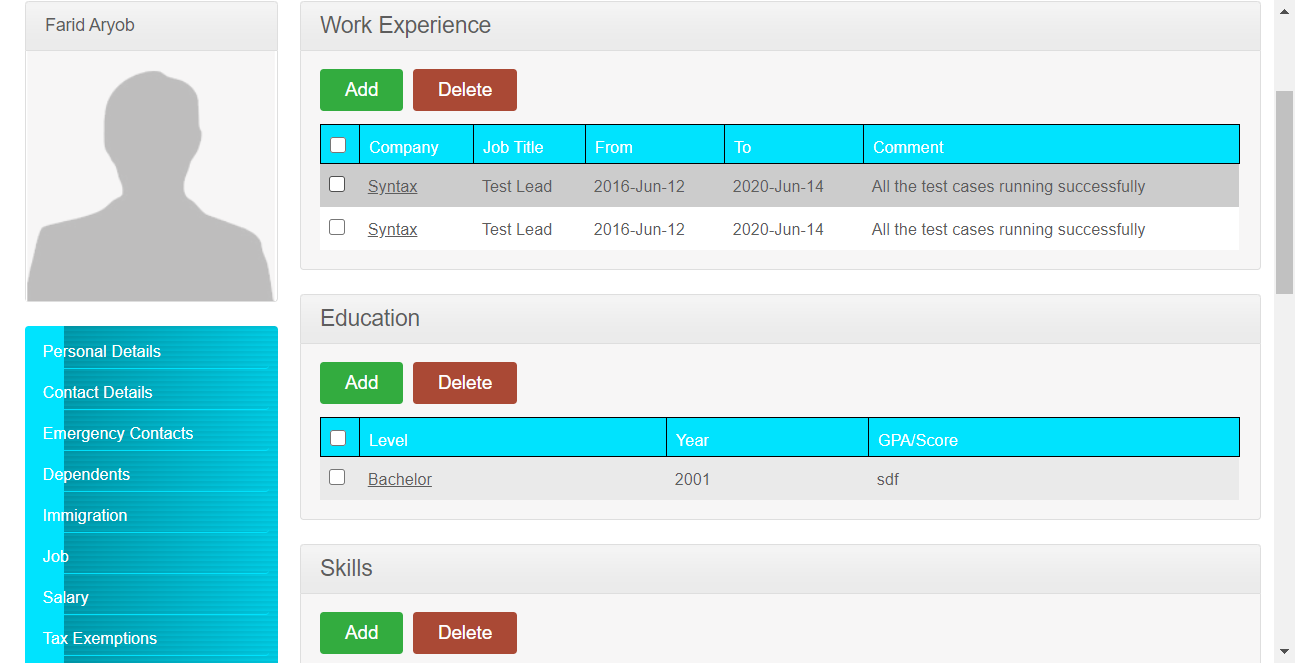 Farid Aryob
Personal Details
Contact Details
Emergency Contacts
Dependents
Immigration
Job
Salary
Tax Exemptions
Work Experience
Add Delete
Company Job Title From To Comment
Syntax Test Lead 2016-Jun-12 2020-Jun-14 All the test cases running successfully
Syntax Test Lead 2016-Jun-12 2020-Jun-14 All the test cases running successfully
Education
Add Delete
Level Year GPA/Score
Bachelor 2001 sdf
Skills
Add Delete